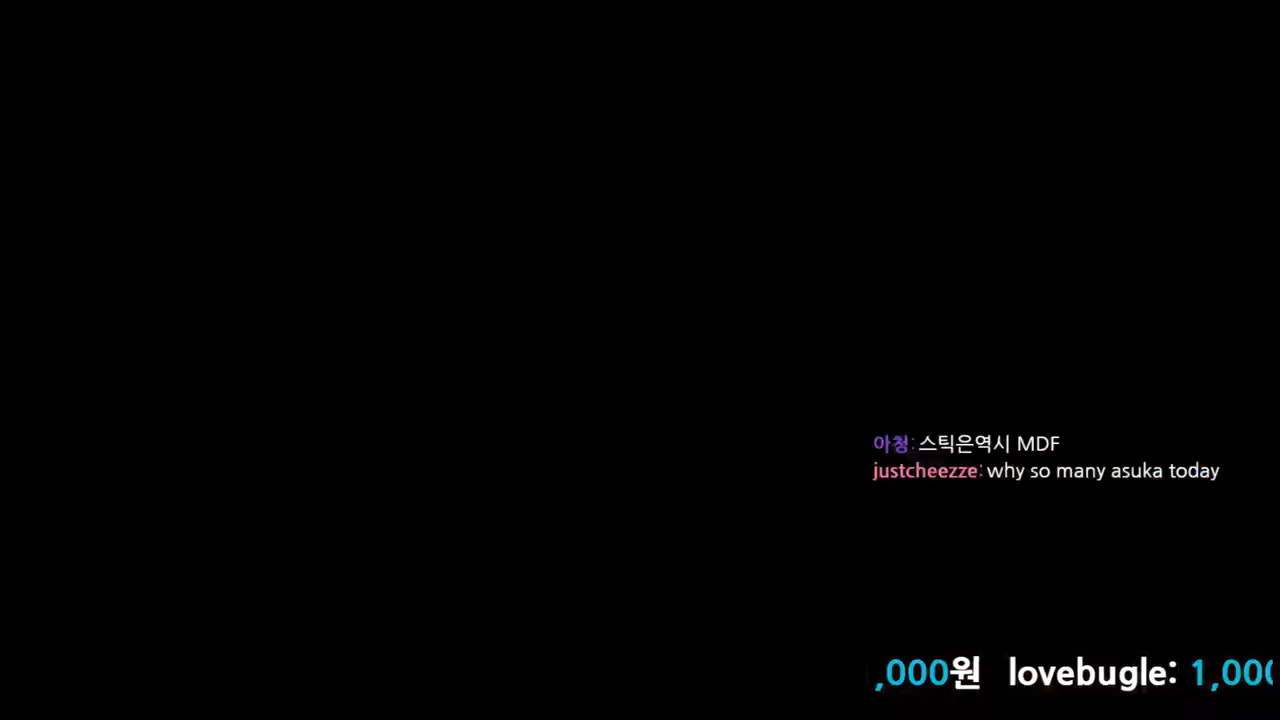 아청: 스틱은역시 MDF
justcheezze: why so many asuka today
,000원 lovebugle: 1,000